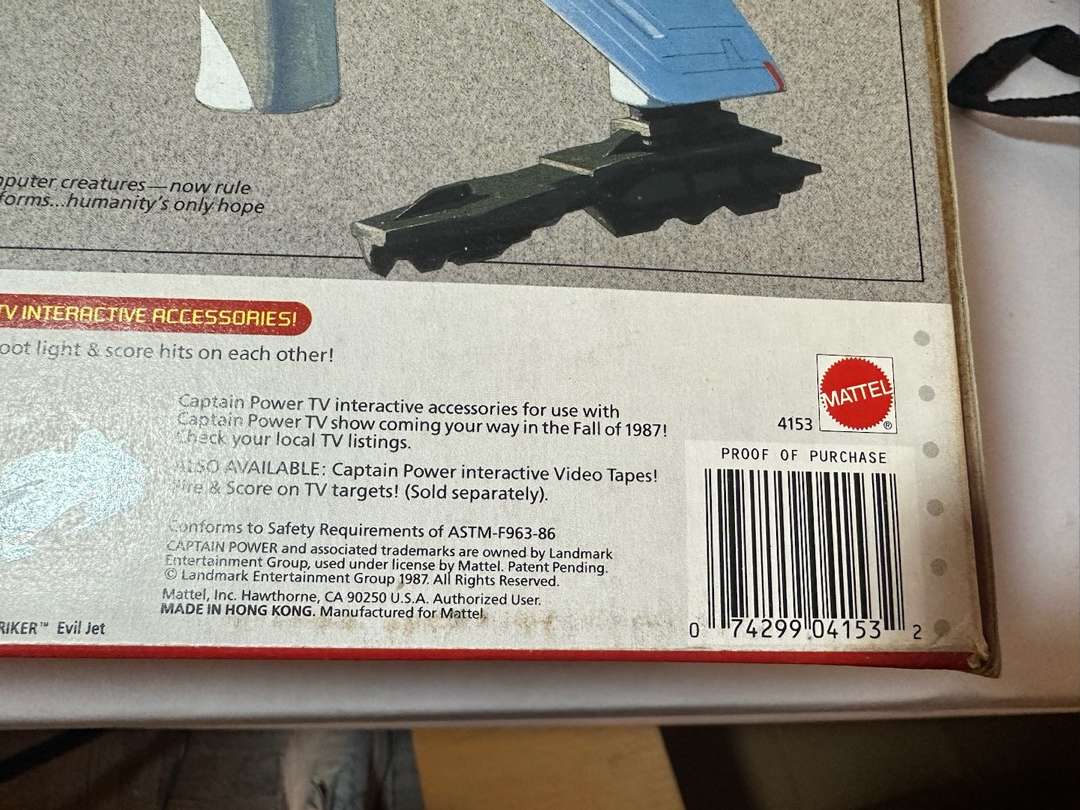 puter creatures—now rule
forms...humanity's only hope
TV INTERACTIVE ACCESSORIES!
oot light & score hits on each other!
Captain Power TV interactive accessories for use with
Captain Power TV show coming your way in the Fall of 1987!
Check your local TV listings.
ALSO AVAILABLE: Captain Power interactive Video Tapes!
Fire & Score on TV targets! (Sold separately).
Conforms to Safety Requirements of ASTM-F963-86
CAPTAIN POWER and associated trademarks are owned by Landmark
Entertainment Group, used under license by Mattel. Patent Pending.
© Landmark Entertainment Group 1987. All Rights Reserved.
Mattel, Inc. Hawthorne, CA 90250 U.S.A. Authorized User.
MADE IN HONG KONG. Manufactured for Mattel.
RIKER™ Evil Jet
MATTEL®
4153
PROOF OF PURCHASE
0 74299 04153 2